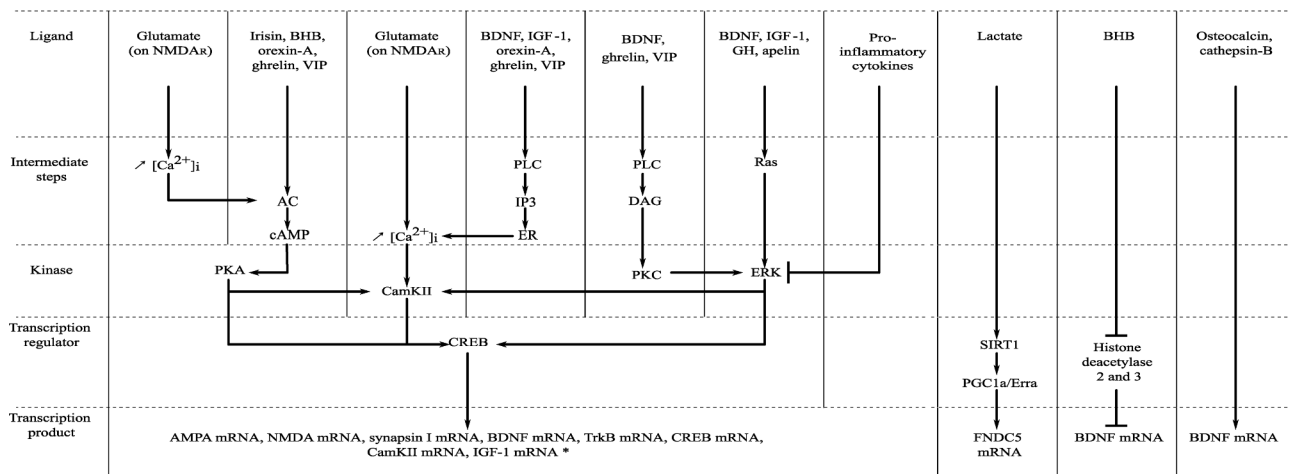 Ligand
Glutamate
(on NMDAR)
Irisin, BHB,
orexin-A,
ghrelin, VIP
Glutamate
(on NMDAR)
BDNF, IGF-1,
orexin-A,
ghrelin, VIP
BDNF,
ghrelin, VIP
BDNF, IGF-1,
GH, apelin
Pro-
inflammatory
cytokines
Lactate
BHB
Osteocalcin,
cathepsin-B
Intermediate
steps
↗ [Ca2+]i
AC
cAMP
↗ [Ca2+]i
PLC
IP3
ER
PLC
DAG
Ras
Kinase
PKA
CamKII
PKC
ERK
Transcription
regulator
CREB
SIRT1
PGC1a/Erra
Histone
deacetylase
2 and 3
Transcription
product
AMPA mRNA, NMDA mRNA, synapsin I mRNA, BDNF mRNA, TrkB mRNA, CREB mRNA,
CamKII mRNA, IGF-1 mRNA *
FNDC5
mRNA
BDNF mRNA
BDNF mRNA